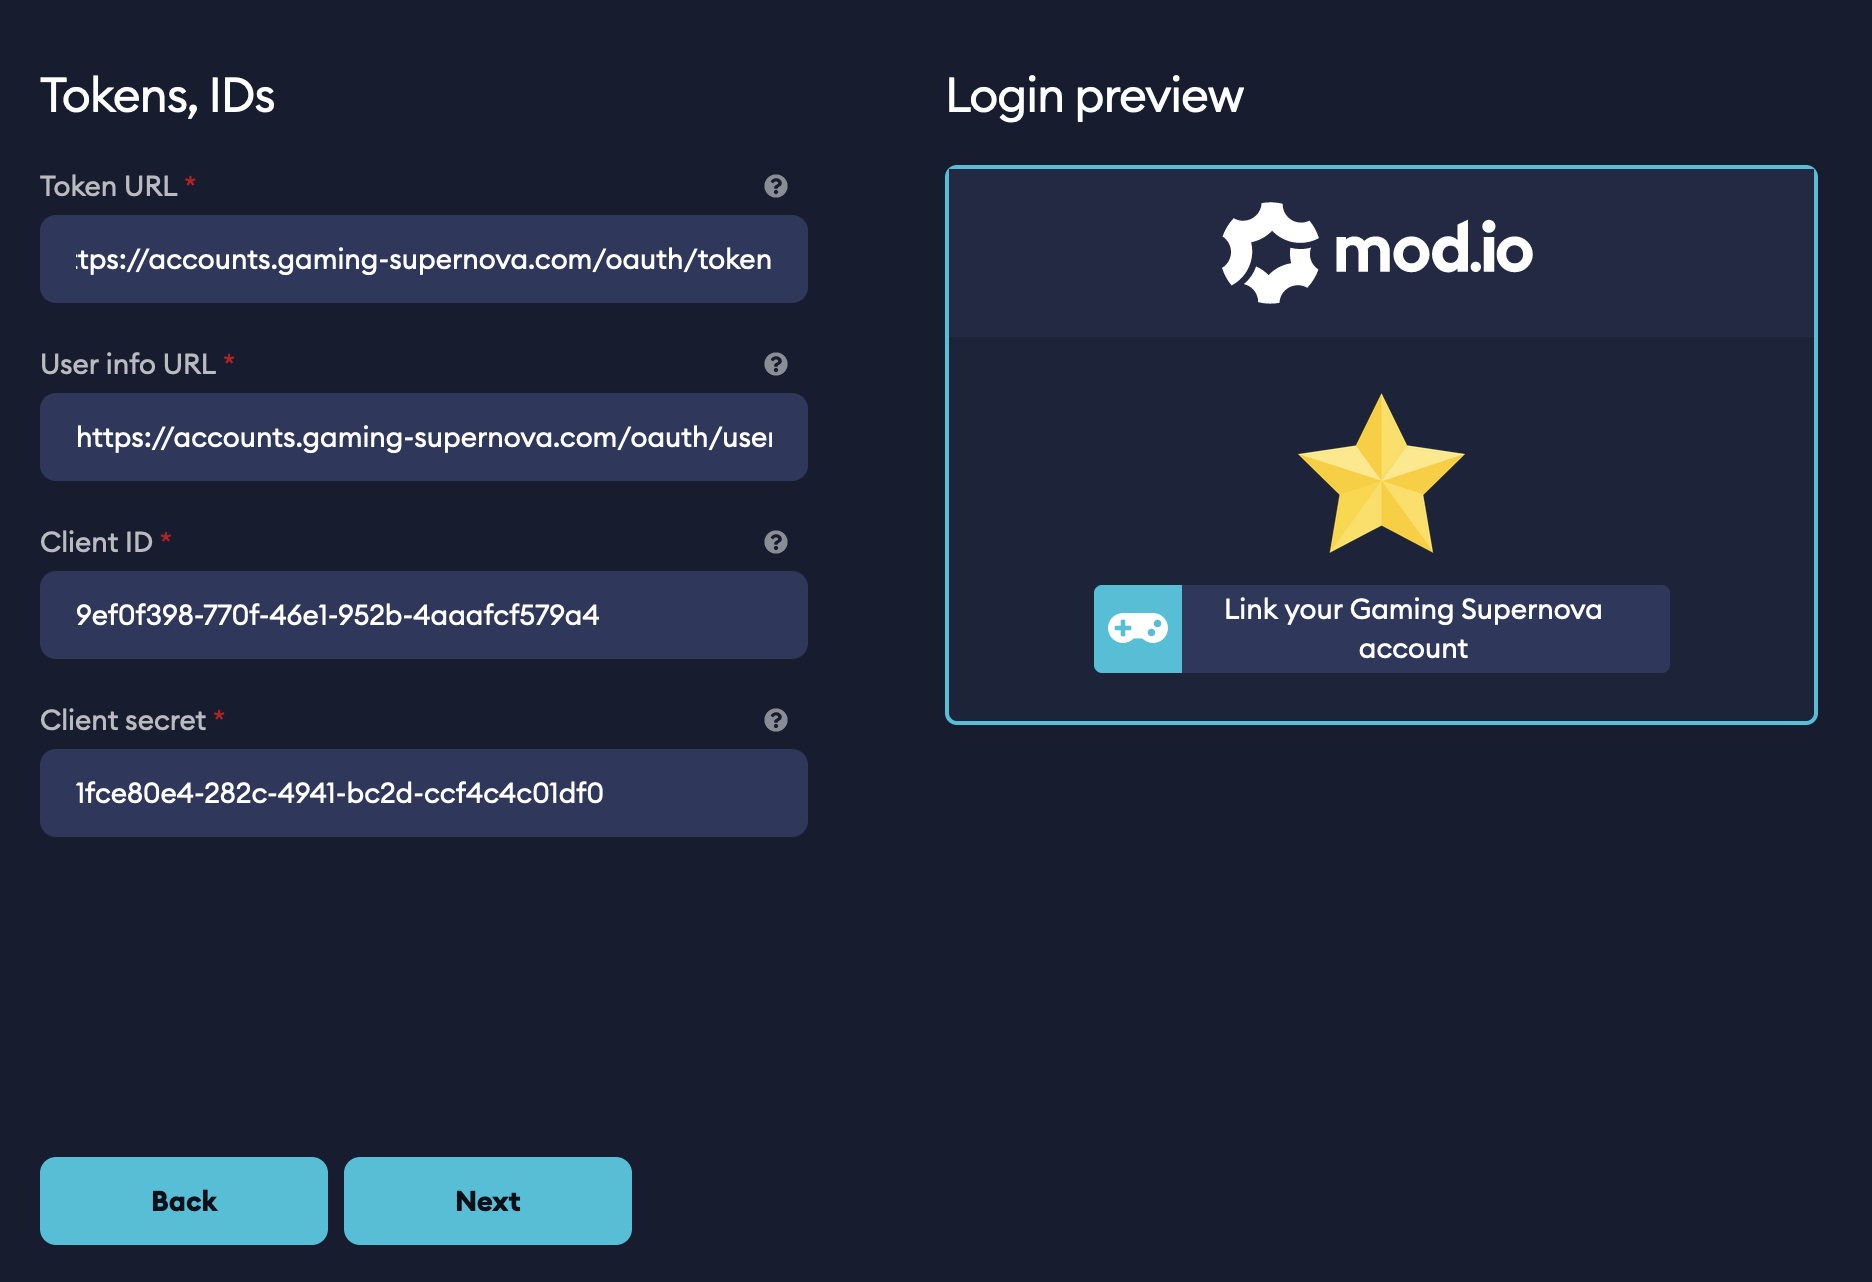 Tokens, IDs
Token URL *
tps://accounts.gaming-supernova.com/oauth/token
User info URL *
https://accounts.gaming-supernova.com/oauth/user
Client ID *
9ef0f398-770f-46e1-952b-4aaafcf579a4
Client secret *
1fce80e4-282c-4941-bc2d-ccf4c4c01df0
Back
Next
Login preview
mod.io
Link your Gaming Supernova
account